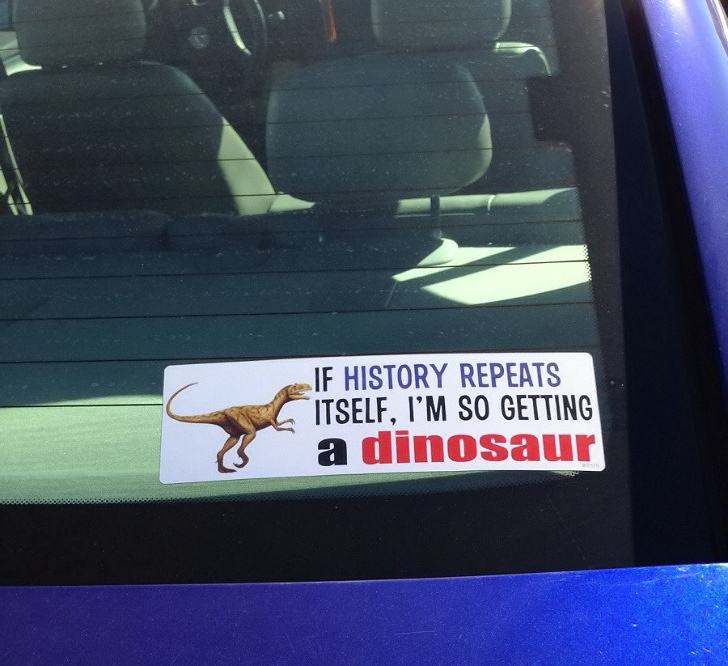 IF HISTORY REPEATS
ITSELF, I'M SO GETTING
a dinosaur